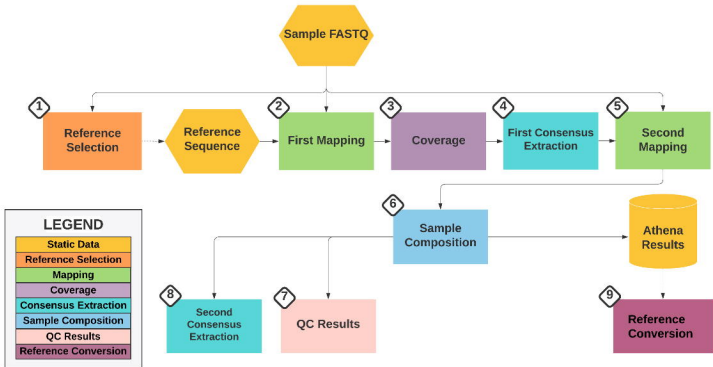 Sample FASTQ
1
Reference
Selection
Reference
Sequence
2
First Mapping
3
Coverage
4
First Consensus
Extraction
5
Second
Mapping
6
Sample
Composition
Athena
Results
LEGEND
Static Data
Reference Selection
Mapping
Coverage
Consensus Extraction
Sample Composition
QC Results
Reference Conversion
8
Second
Consensus
Extraction
7
QC Results
9
Reference
Conversion